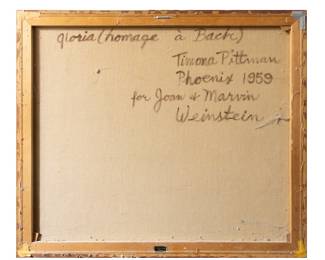 gloria (homage à Bach)
Timona Pittman
Phoenix 1959
for Joan & Marvin
Weinstein